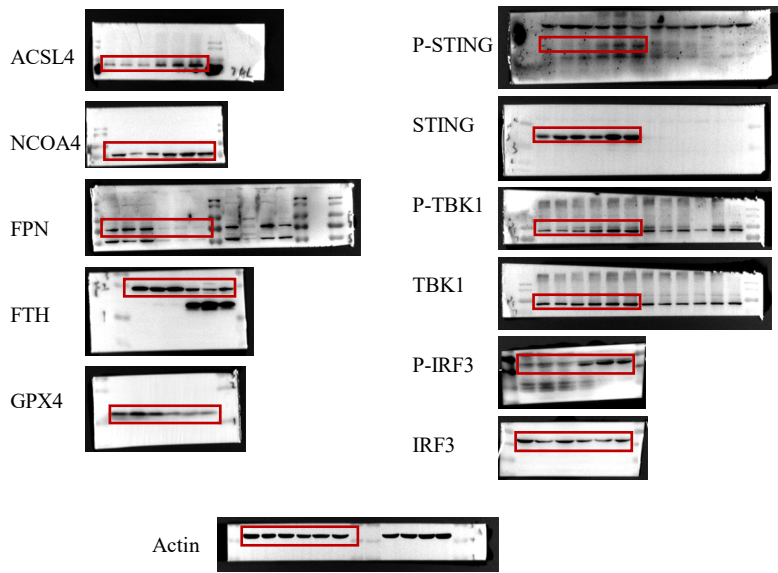 ACSL4
NCOA4
FPN
FTH
GPX4
P-STING
STING
P-TBK1
TBK1
P-IRF3
IRF3
Actin